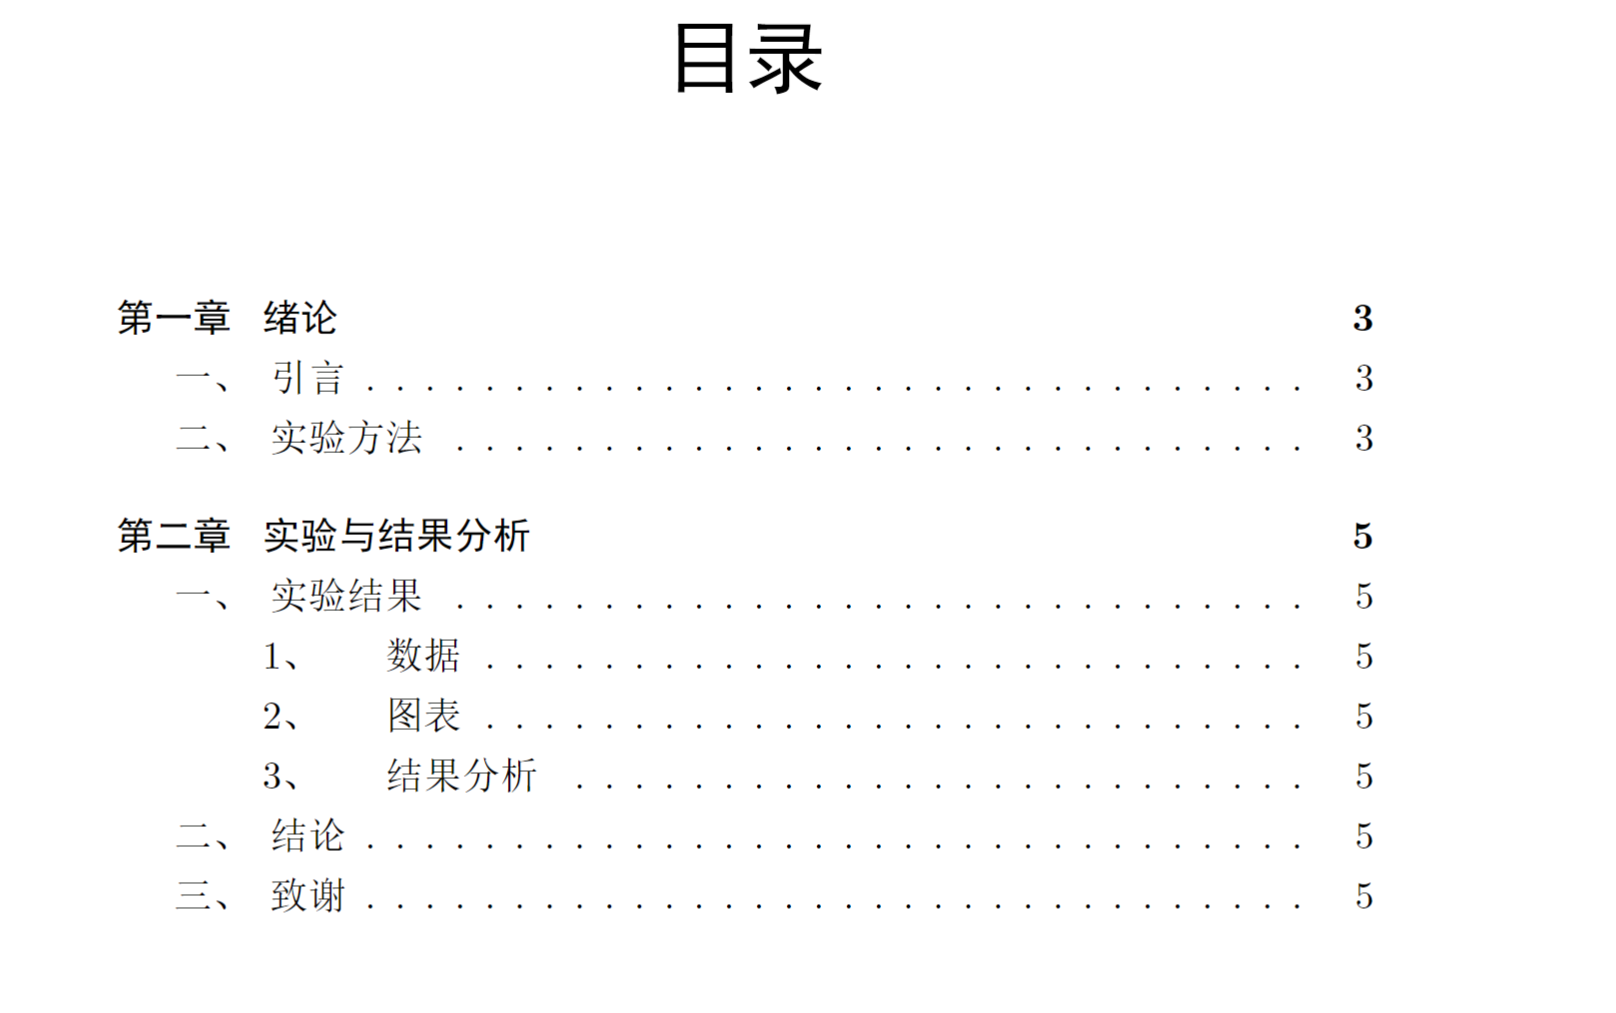 目录
第一章 绪论 3
一、 引言 . . . . . . . . . . . . . . . . . . . . . . . . . . . . . . . . 3
二、 实验方法 . . . . . . . . . . . . . . . . . . . . . . . . . . . . . 3
第二章 实验与结果分析 5
一、 实验结果 . . . . . . . . . . . . . . . . . . . . . . . . . . . . . 5
1、 数据 . . . . . . . . . . . . . . . . . . . . . . . . . . . . 5
2、 图表 . . . . . . . . . . . . . . . . . . . . . . . . . . . . 5
3、 结果分析 . . . . . . . . . . . . . . . . . . . . . . . . . 5
二、 结论 . . . . . . . . . . . . . . . . . . . . . . . . . . . . . . . . 5
三、 致谢 . . . . . . . . . . . . . . . . . . . . . . . . . . . . . . . . 5